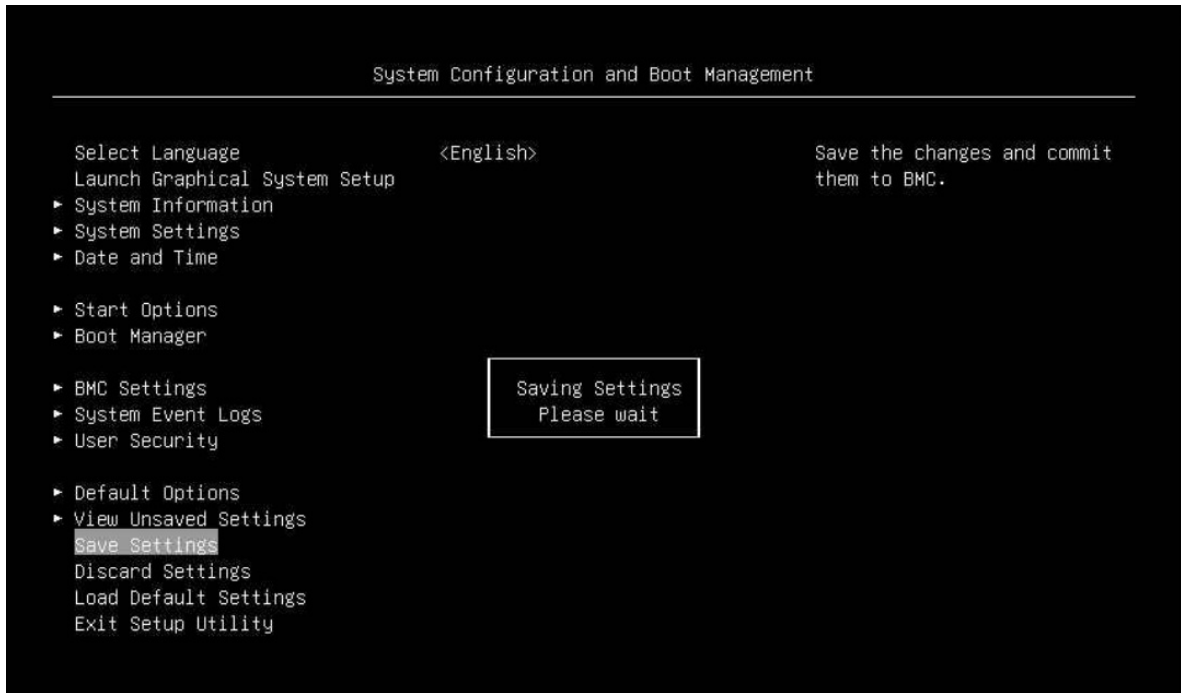 System Configuration and Boot Management
Select Language <English>
Launch Graphical System Setup
► System Information
► System Settings
► Date and Time
► Start Options
► Boot Manager
► BMC Settings
► System Event Logs
► User Security
► Default Options
► View Unsaved Settings
Save Settings
Discard Settings
Load Default Settings
Exit Setup Utility
Save the changes and commit
them to BMC.
Saving Settings
Please wait